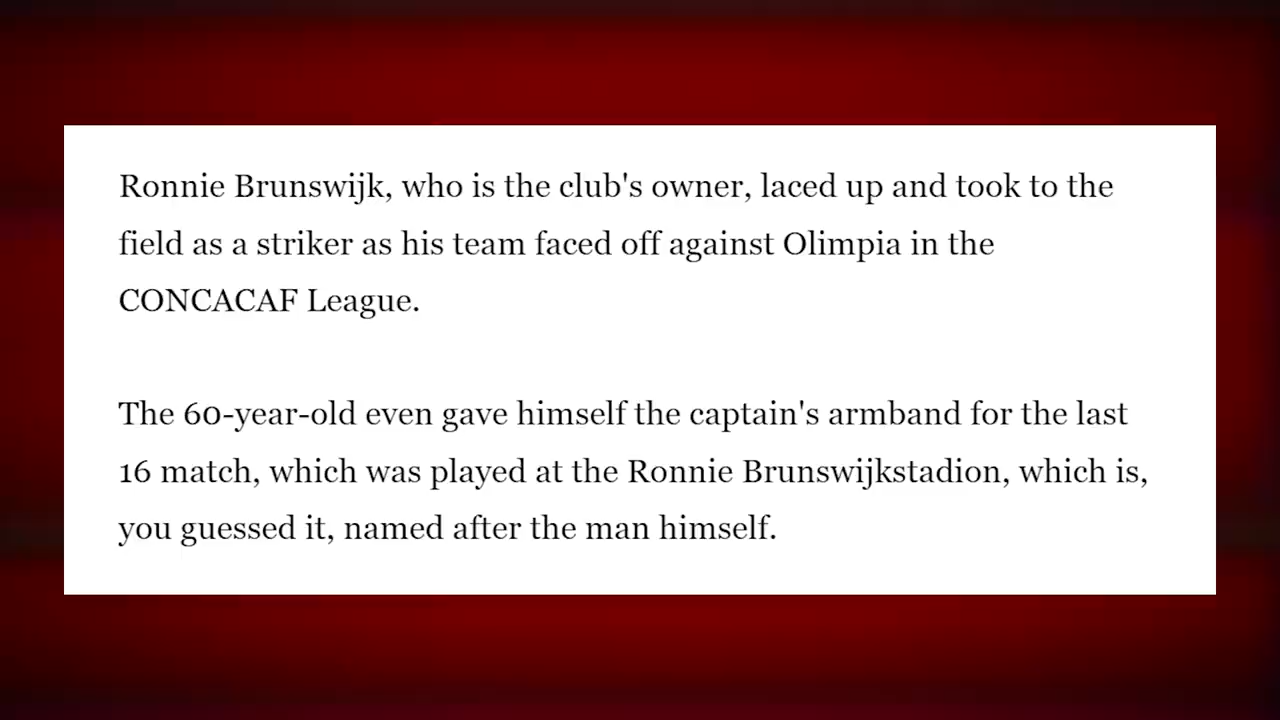 Ronnie Brunswijk, who is the club's owner, laced up and took to the
field as a striker as his team faced off against Olimpia in the
CONCACAF League.
The 60-year-old even gave himself the captain's armband for the last
16 match, which was played at the Ronnie Brunswijkstadion, which is,
you guessed it, named after the man himself.